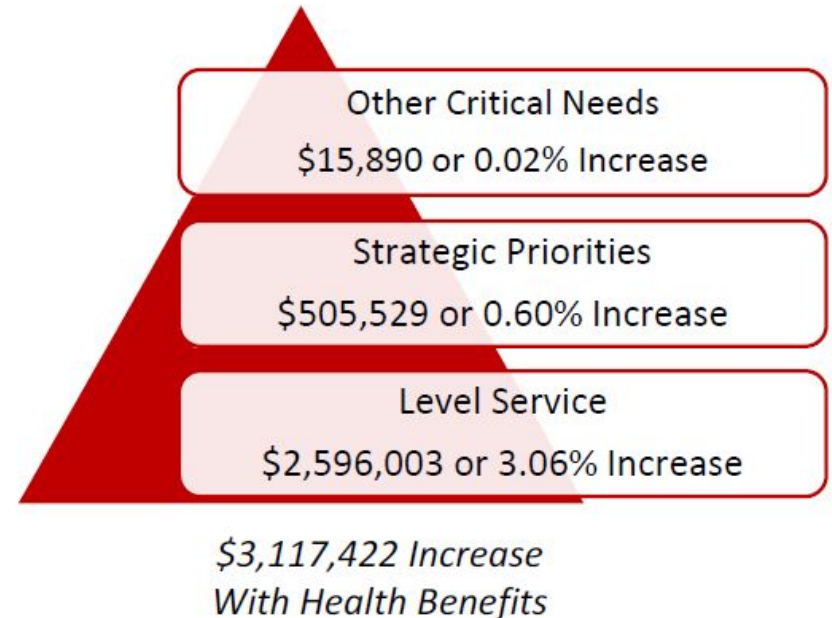 Other Critical Needs
$15,890 or 0.02% Increase
Strategic Priorities
$505,529 or 0.60% Increase
Level Service
$2,596,003 or 3.06% Increase
$3,117,422 Increase
With Health Benefits